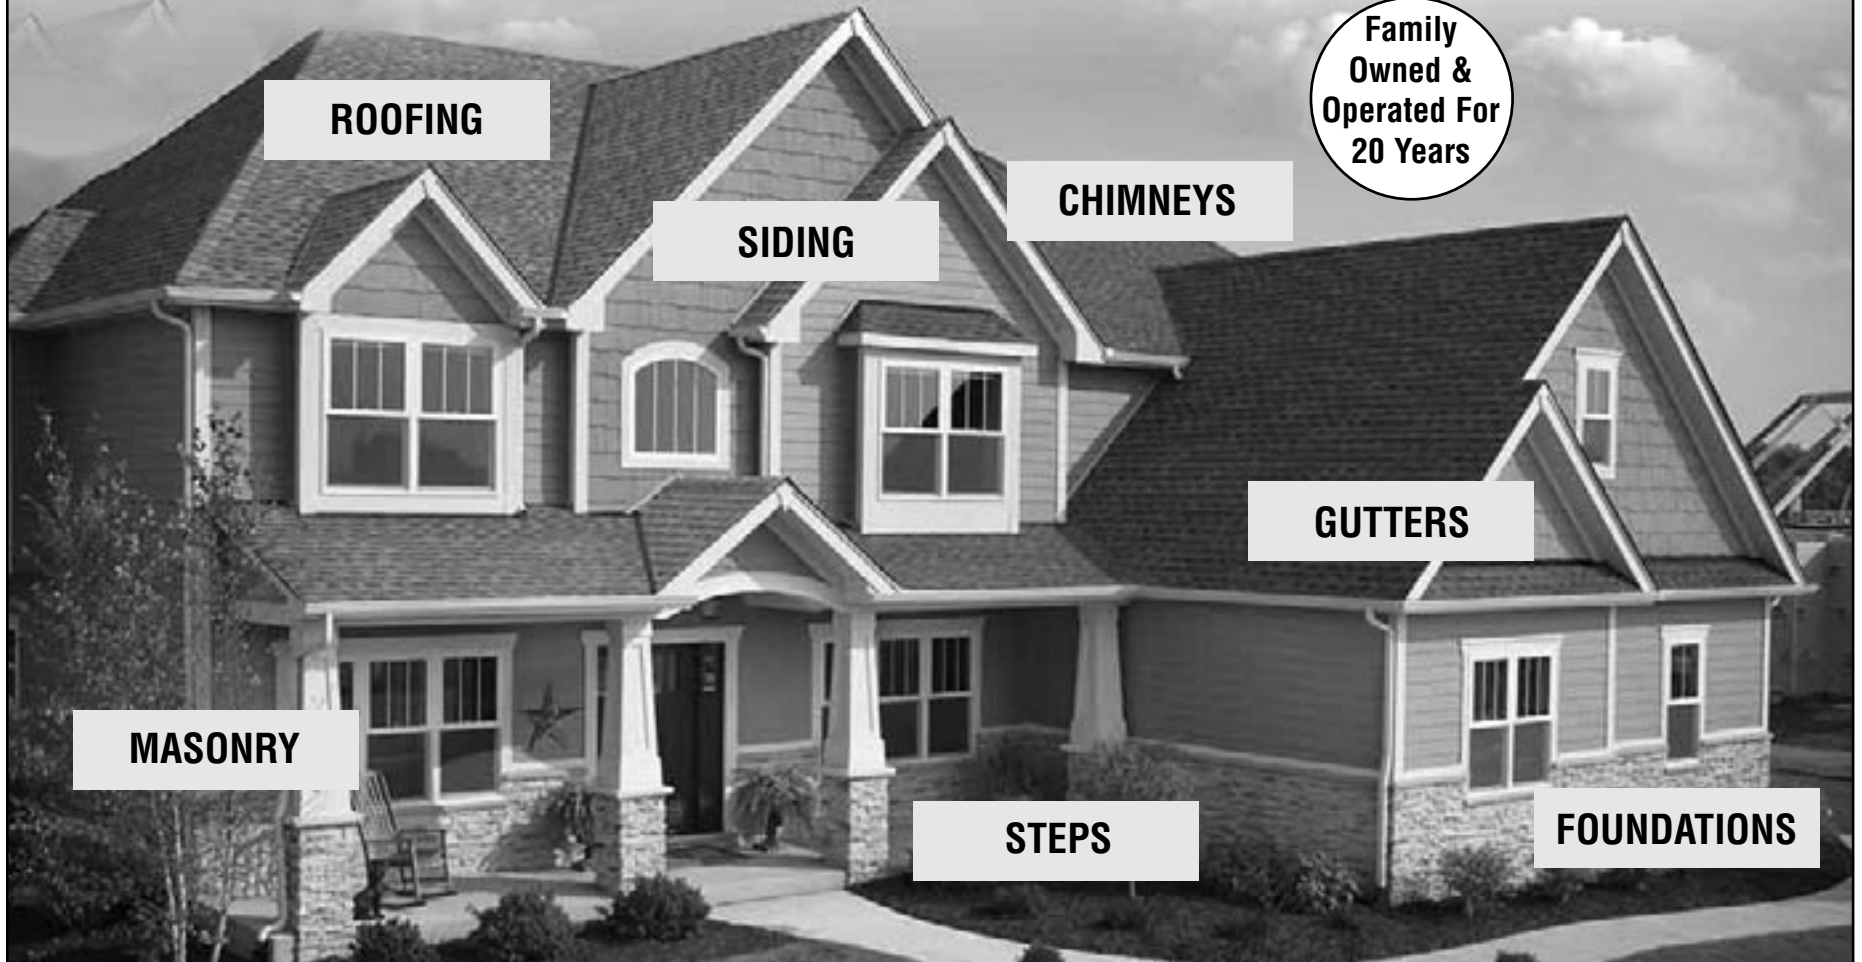 Family
Owned &
Operated For
20 Years
ROOFING
CHIMNEYS
SIDING
GUTTERS
MASONRY
STEPS
FOUNDATIONS